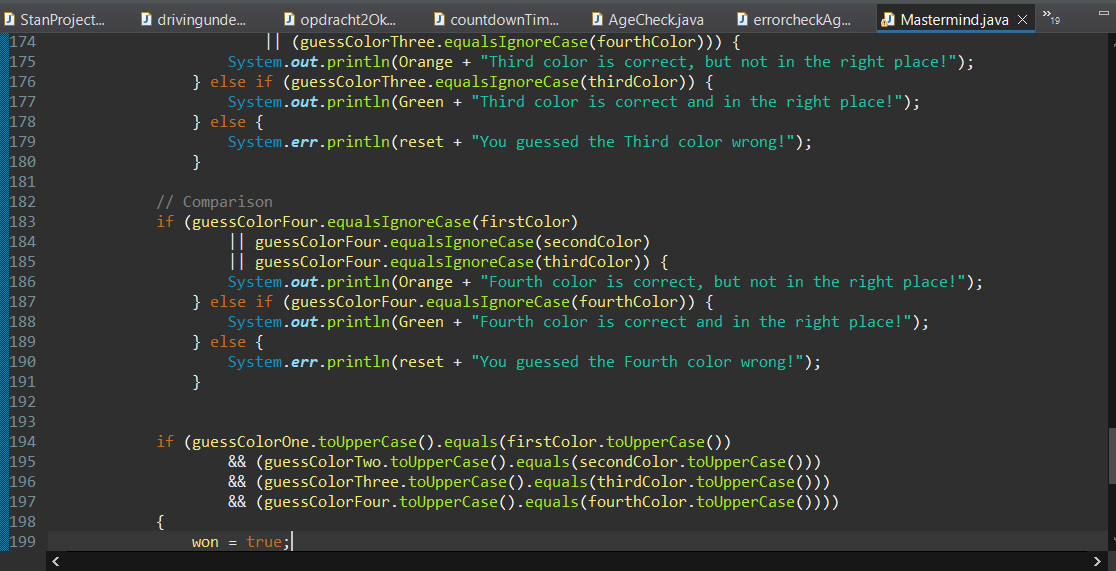 StanProject... drivingunde... opdracht2Ok... countdownTim... AgeCheck.java errorcheckAg... Mastermind.java »19
174 || (guessColorThree.equalsIgnoreCase(fourthColor))) {
175 System.out.println(Orange + "Third color is correct, but not in the right place!");
176 } else if (guessColorThree.equalsIgnoreCase(thirdColor)) {
177 System.out.println(Green + "Third color is correct and in the right place!");
178 } else {
179 System.err.println(reset + "You guessed the Third color wrong!");
180 }
181
182 // Comparison
183 if (guessColorFour.equalsIgnoreCase(firstColor)
184 || guessColorFour.equalsIgnoreCase(secondColor)
185 || guessColorFour.equalsIgnoreCase(thirdColor)) {
186 System.out.println(Orange + "Fourth color is correct, but not in the right place!");
187 } else if (guessColorFour.equalsIgnoreCase(fourthColor)) {
188 System.out.println(Green + "Fourth color is correct and in the right place!");
189 } else {
190 System.err.println(reset + "You guessed the Fourth color wrong!");
191 }
192
193
194 if (guessColorOne.toUpperCase().equals(firstColor.toUpperCase())
195 && (guessColorTwo.toUpperCase().equals(secondColor.toUpperCase()))
196 && (guessColorThree.toUpperCase().equals(thirdColor.toUpperCase()))
197 && (guessColorFour.toUpperCase().equals(fourthColor.toUpperCase())))
198 {
199 won = true;